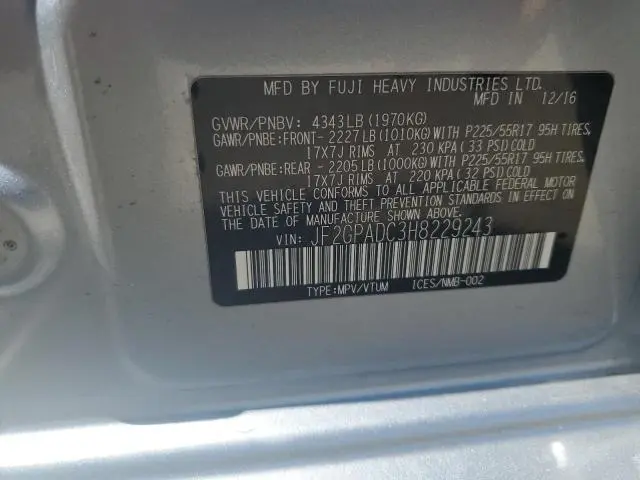 MFD BY FUJI HEAVY INDUSTRIES LTD.
MFD IN 12/16
GVWR/PNBV: 4343LB(1970KG)
GAWR/PNBE:FRONT- 2227LB(1010KG)WITH P225/55R17 95H TIRES,
17X7J RIMS AT 230 KPA(33 PSI)COLD
GAWR/PNBE:REAR - 2205LB(1000KG)WITH P225/55R17 95H TIRES,
17X7J RIMS AT 220 KPA(32 PSI)COLD
THIS VEHICLE CONFORMS TO ALL APPLICABLE FEDERAL MOTOR
VEHICLE SAFETY AND THEFT PREVENTION STANDARDS IN EFFECT ON
THE DATE OF MANUFACTURE SHOWN ABOVE.
VIN: JF2GPADC3H8229243
TYPE:MPV/VTUM ICES/NMB-002